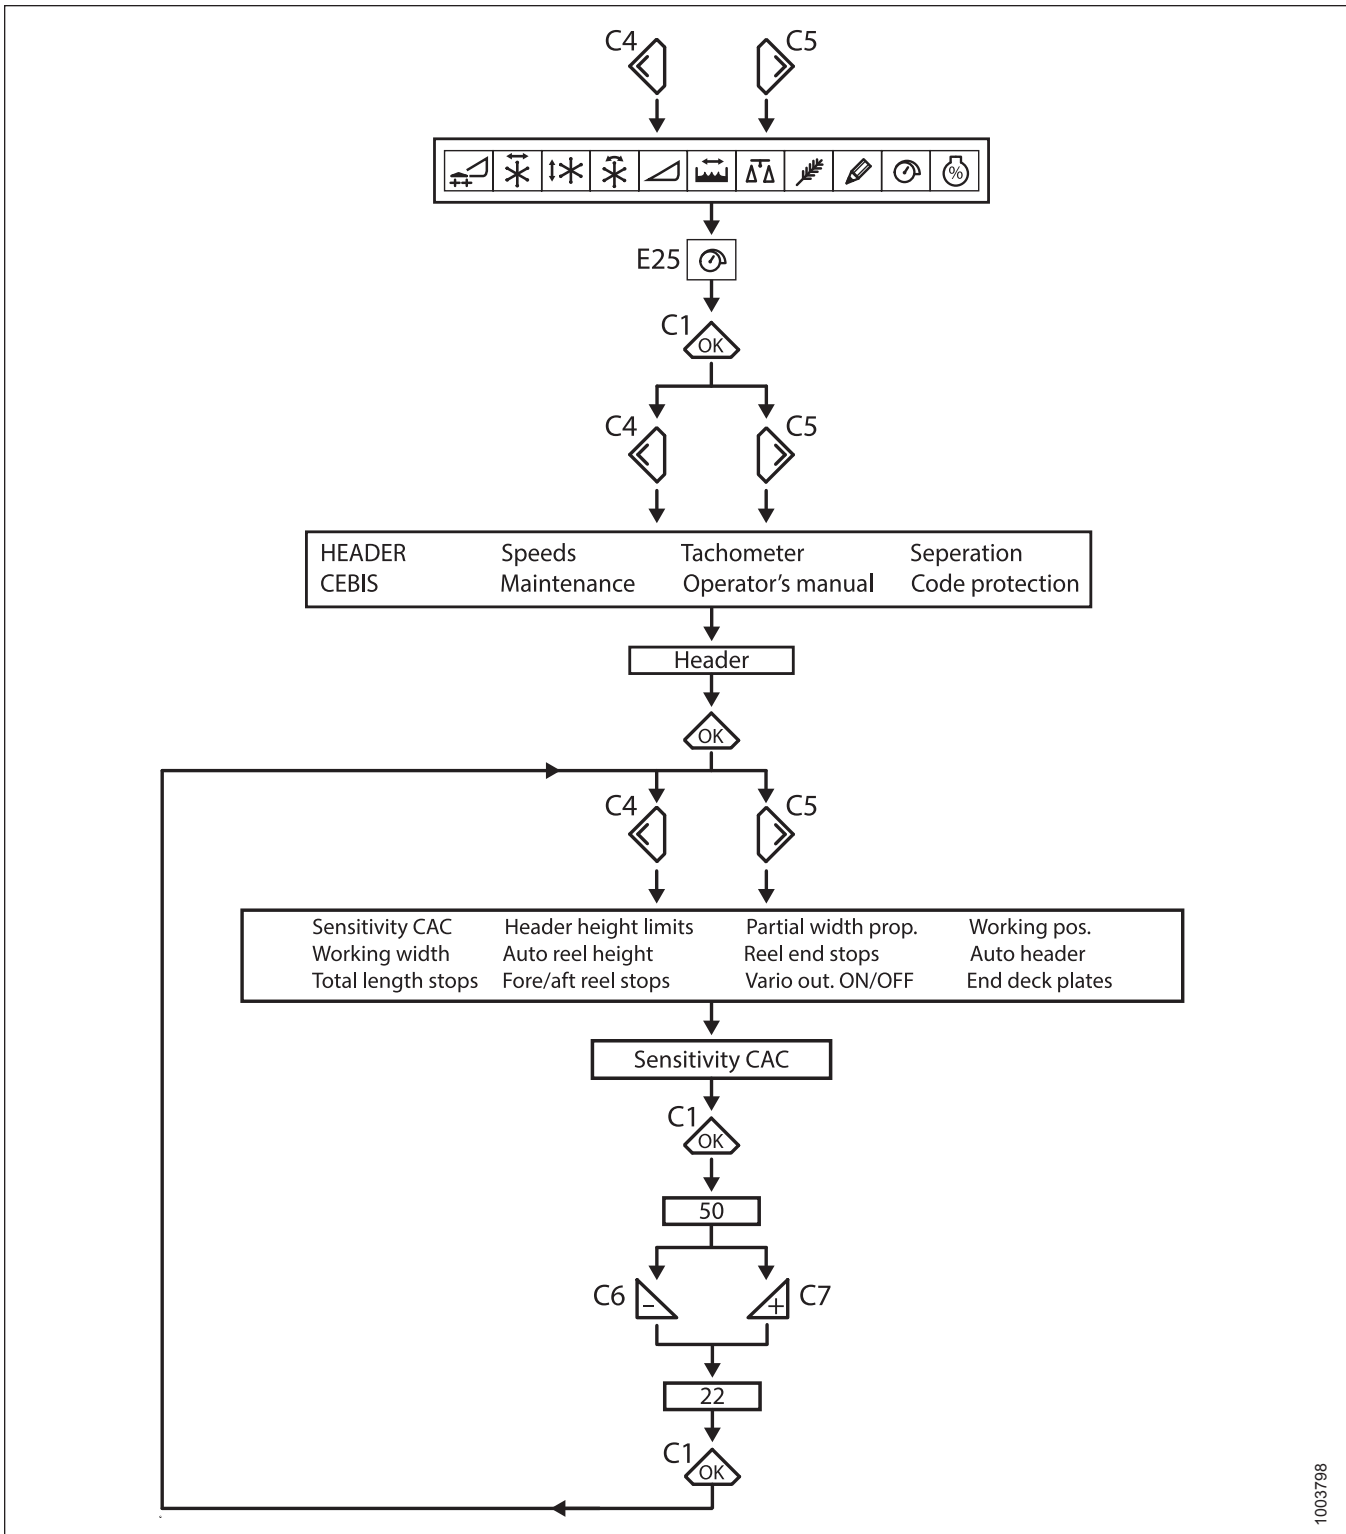 C4 C5
%
E25
C1
OK
C4 C5
HEADER Speeds Tachometer Seperation
CEBIS Maintenance Operator's manual Code protection
Header
OK
C4 C5
Sensitivity CAC Header height limits Partial width prop. Working pos.
Working width Auto reel height Reel end stops Auto header
Total length stops Fore/aft reel stops Vario out. ON/OFF End deck plates
Sensitivity CAC
C1
OK
50
C6 - + C7
22
C1
OK
1003798